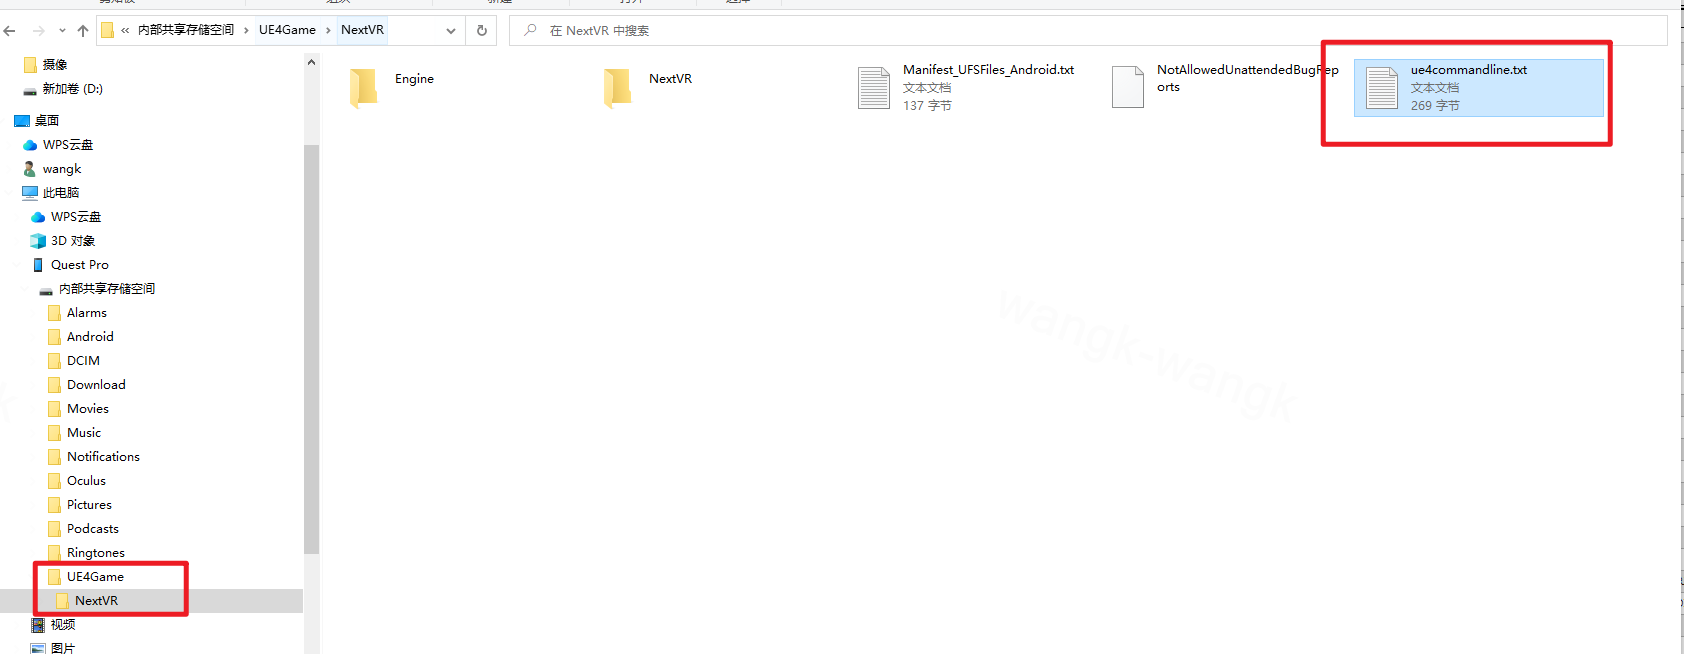 内部共享存储空间 › UE4Game › NextVR
在 NextVR 中搜索
摄像
新加卷 (D:)
桌面
WPS云盘
wangk
此电脑
WPS云盘
3D 对象
Quest Pro
内部共享存储空间
Alarms
Android
DCIM
Download
Movies
Music
Notifications
Oculus
Pictures
Podcasts
Ringtones
UE4Game
NextVR
视频
图片
Engine
NextVR
Manifest_UFSFiles_Android.txt
文本文档
137 字节
NotAllowedUnattendedBugRep
orts
ue4commandline.txt
文本文档
269 字节
wangk-wangk